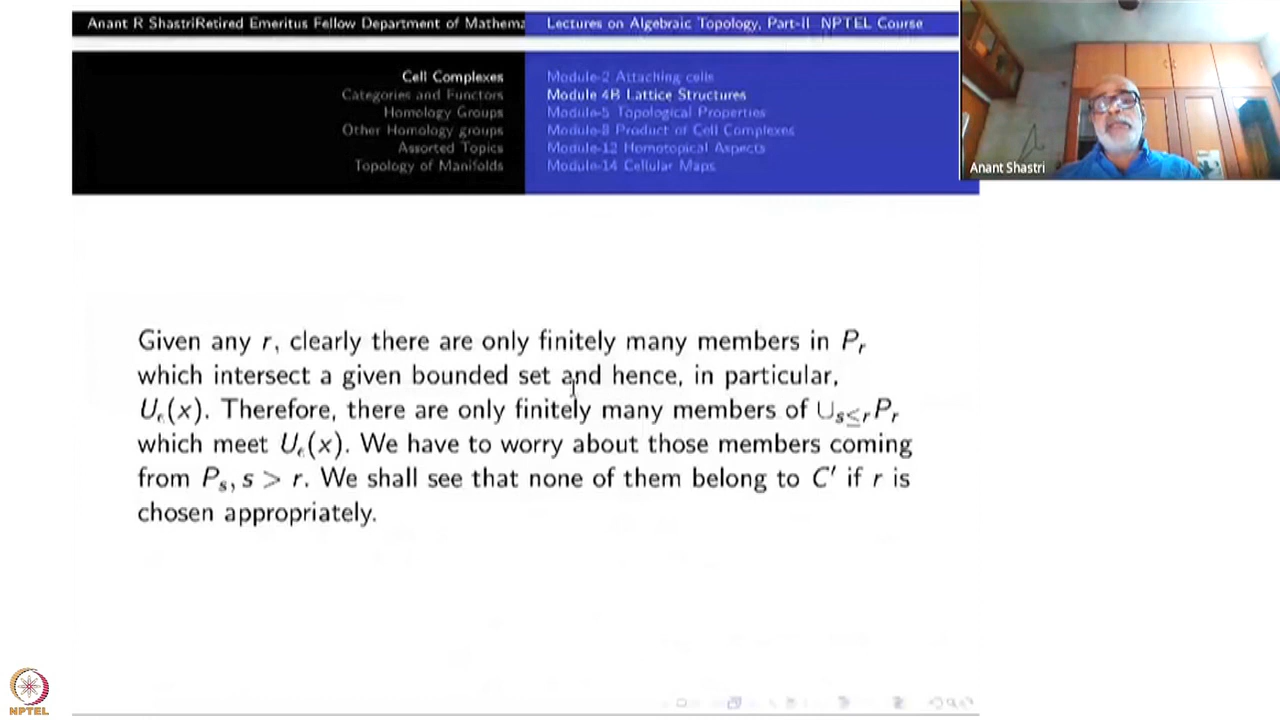 Anant R ShastriRetired Emeritus Fellow Department of Mathema
Lectures on Algebraic Topology, Part-II NPTEL Course
Cell Complexes
Categories and Functors
Homology Groups
Other Homology groups
Assorted Topics
Topology of Manifolds
Module-2 Attaching cells
Module 4B Lattice Structures
Module-5 Topological Properties
Module-8 Product of Cell Complexes
Module-12 Homotopical Aspects
Module-14 Cellular Maps
Anant Shastri
Given any r, clearly there are only finitely many members in P_r
which intersect a given bounded set and hence, in particular,
U_ϵ(x). Therefore, there are only finitely many members of ∪_{s≤r}P_r
which meet U_ϵ(x). We have to worry about those members coming
from P_s, s > r. We shall see that none of them belong to C′ if r is
chosen appropriately.
NPTEL